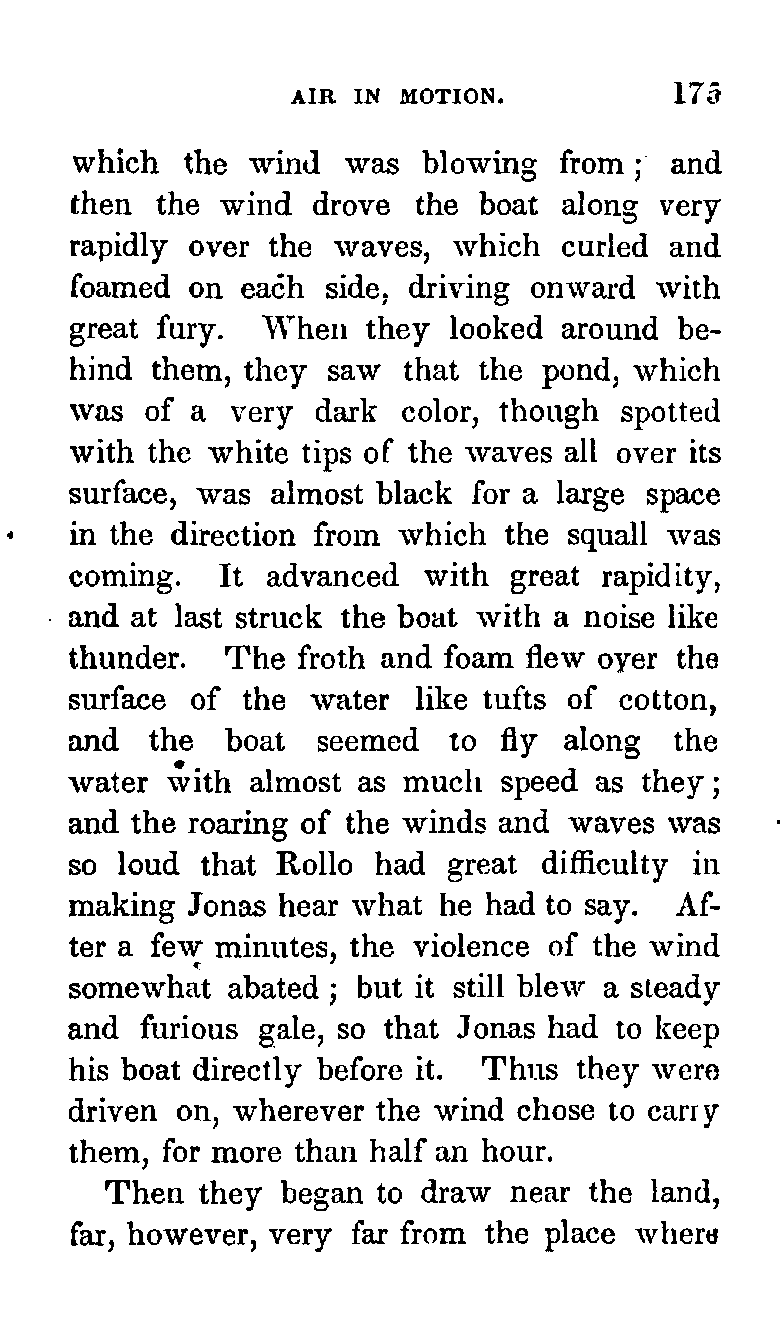 AIR IN MOTION. 175
which the wind was blowing from; and
then the wind drove the boat along very
rapidly over the waves, which curled and
foamed on each side, driving onward with
great fury. When they looked around be-
hind them, they saw that the pond, which
was of a very dark color, though spotted
with the white tips of the waves all over its
surface, was almost black for a large space
in the direction from which the squall was
coming. It advanced with great rapidity,
and at last struck the boat with a noise like
thunder. The froth and foam flew over the
surface of the water like tufts of cotton,
and the boat seemed to fly along the
water with almost as much speed as they;
and the roaring of the winds and waves was
so loud that Rollo had great difficulty in
making Jonas hear what he had to say. Af-
ter a few minutes, the violence of the wind
somewhat abated; but it still blew a steady
and furious gale, so that Jonas had to keep
his boat directly before it. Thus they were
driven on, wherever the wind chose to carry
them, for more than half an hour.
Then they began to draw near the land,
far, however, very far from the place where